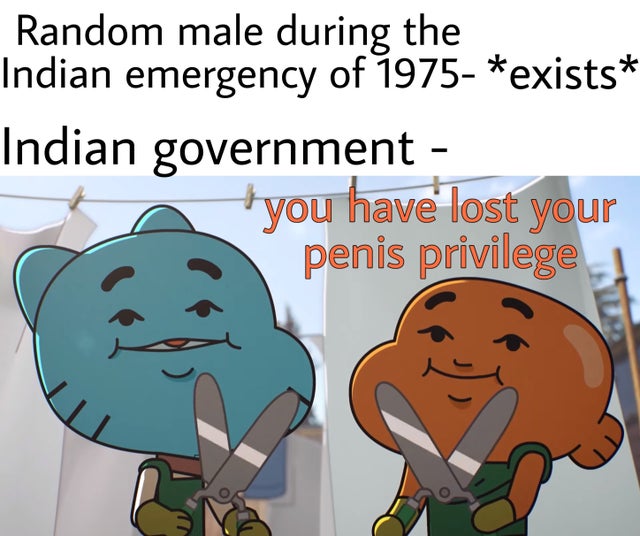 Random male during the
Indian emergency of 1975- *exists*
Indian government -
you have lost your
penis privilege